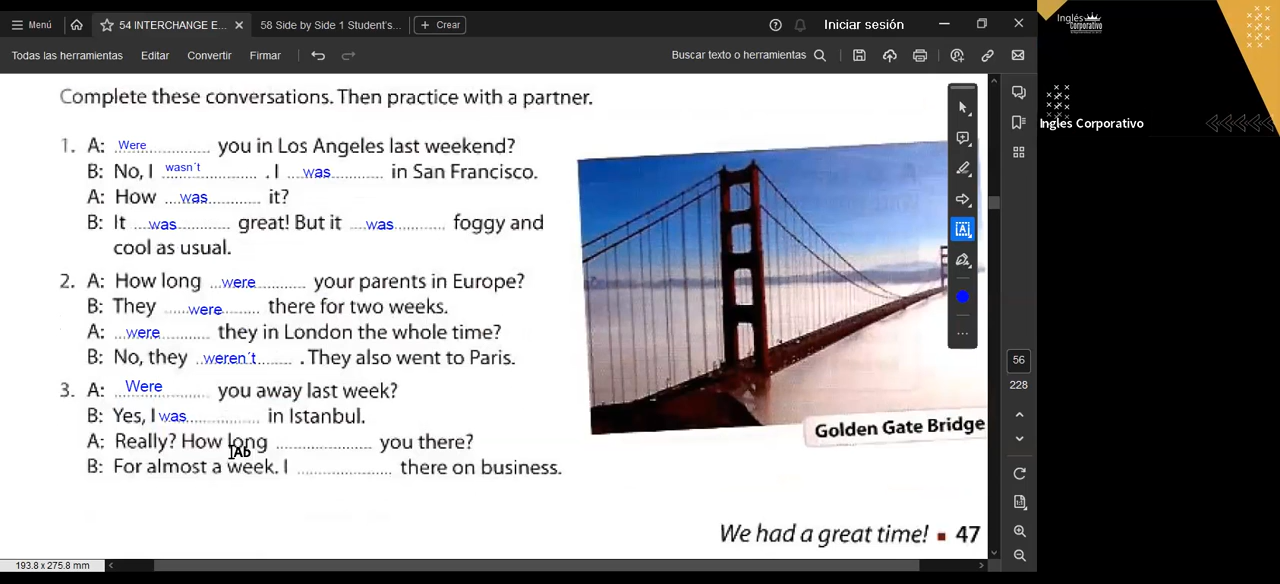 Menú
54 INTERCHANGE E...
58 Side by Side 1 Student's...
Crear
Iniciar sesión
Todas las herramientas
Editar
Convertir
Firmar
Buscar texto o herramientas
Inglés
Corporativo
Ingles Corporativo
Complete these conversations. Then practice with a partner.
1. A: Were you in Los Angeles last weekend?
B: No, I wasn´t . I was in San Francisco.
A: How was it?
B: It was great! But it was foggy and
cool as usual.
2. A: How long were your parents in Europe?
B: They were there for two weeks.
A: were they in London the whole time?
B: No, they weren´t . They also went to Paris.
3. A: Were you away last week?
B: Yes, I was in Istanbul.
A: Really? How long ........................ you there?
B: For almost a week. I ........................ there on business.
Ab
Golden Gate Bridge
We had a great time! ■ 47
56
228
193.8 x 275.8 mm